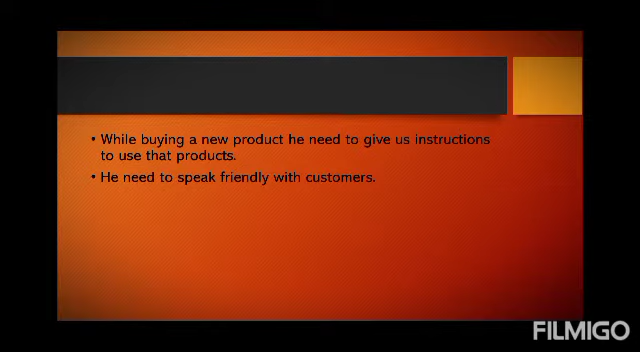 • While buying a new product he need to give us instructions
to use that products.
• He need to speak friendly with customers.
FILMIGO